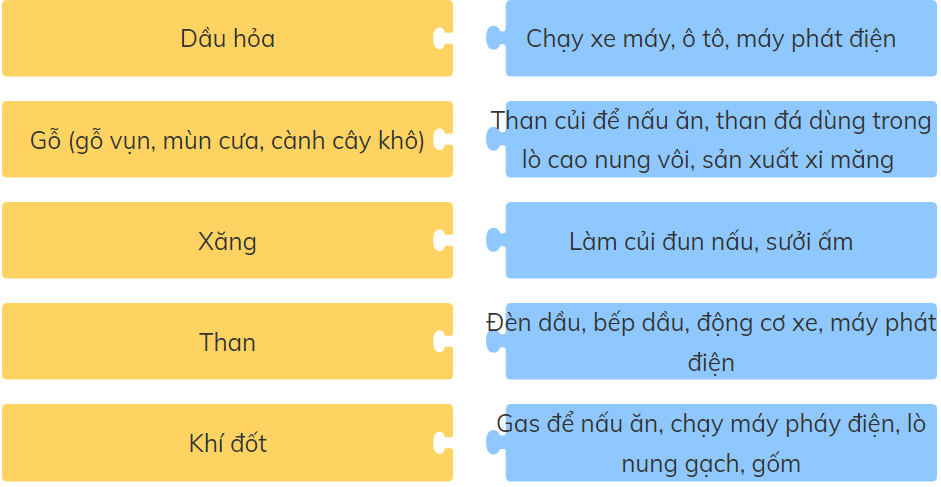 Dầu hỏa
Chạy xe máy, ô tô, máy phát điện
Gỗ (gỗ vụn, mùn cưa, cành cây khô)
Than củi để nấu ăn, than đá dùng trong
lò cao nung vôi, sản xuất xi măng
Xăng
Làm củi đun nấu, sưởi ấm
Than
Đèn dầu, bếp dầu, động cơ xe, máy phát
điện
Khí đốt
Gas để nấu ăn, chạy máy pháy điện, lò
nung gạch, gốm